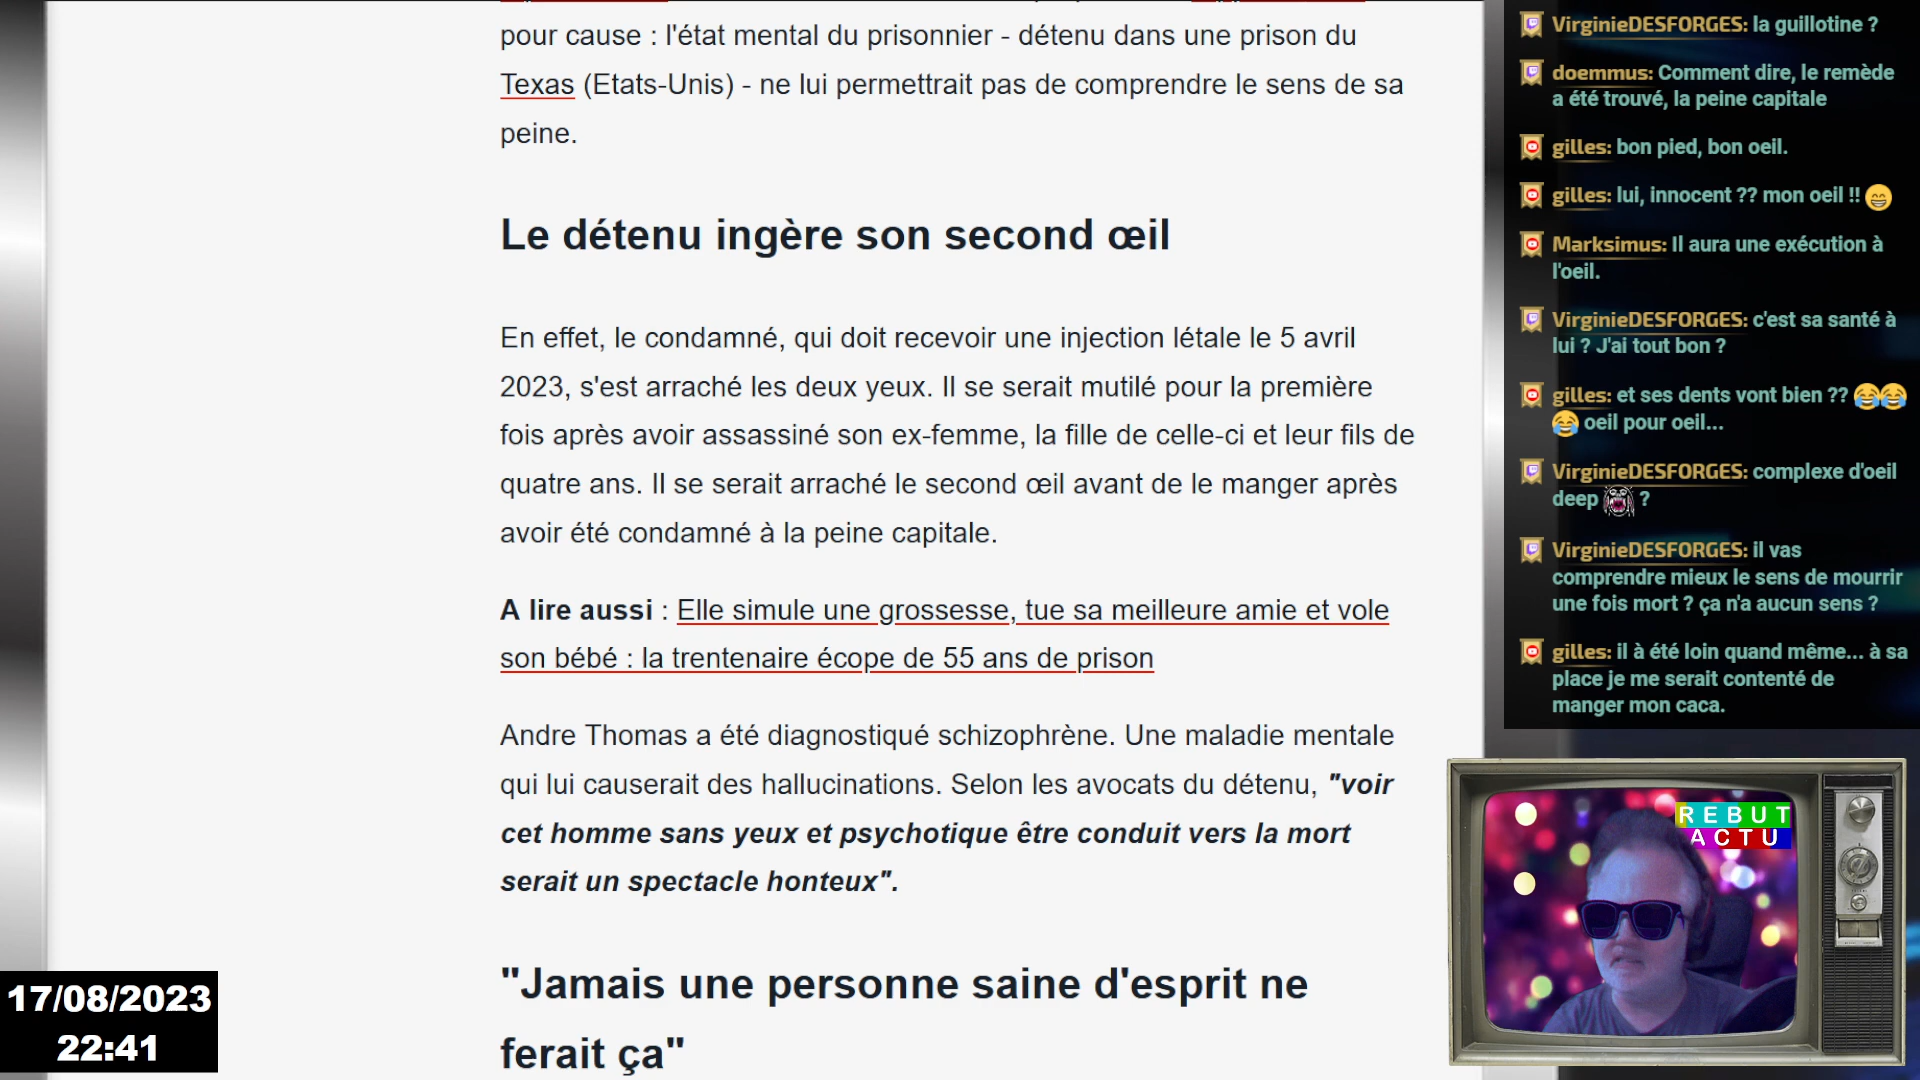 pour cause : l'état mental du prisonnier - détenu dans une prison du
Texas (Etats-Unis) - ne lui permettrait pas de comprendre le sens de sa
peine.
Le détenu ingère son second œil
En effet, le condamné, qui doit recevoir une injection létale le 5 avril
2023, s'est arraché les deux yeux. Il se serait mutilé pour la première
fois après avoir assassiné son ex-femme, la fille de celle-ci et leur fils de
quatre ans. Il se serait arraché le second œil avant de le manger après
avoir été condamné à la peine capitale.
A lire aussi : Elle simule une grossesse, tue sa meilleure amie et vole
son bébé : la trentenaire écope de 55 ans de prison
Andre Thomas a été diagnostiqué schizophrène. Une maladie mentale
qui lui causerait des hallucinations. Selon les avocats du détenu, "voir
cet homme sans yeux et psychotique être conduit vers la mort
serait un spectacle honteux".
"Jamais une personne saine d'esprit ne
ferait ça"
17/08/2023
22:41
VirginieDESFORGES: la guillotine ?
doemmus: Comment dire, le remède
a été trouvé, la peine capitale
gilles: bon pied, bon oeil.
gilles: lui, innocent ?? mon oeil !! 😁
Marksimus: Il aura une exécution à
l'oeil.
VirginieDESFORGES: c'est sa santé à
lui ? J'ai tout bon ?
gilles: et ses dents vont bien ?? 😂😂
😂 oeil pour oeil...
VirginieDESFORGES: complexe d'oeil
deep ?
VirginieDESFORGES: il vas
comprendre mieux le sens de mourrir
une fois mort ? ça n'a aucun sens ?
gilles: il à été loin quand même... à sa
place je me serait contenté de
manger mon caca.
REBUT
ACTU